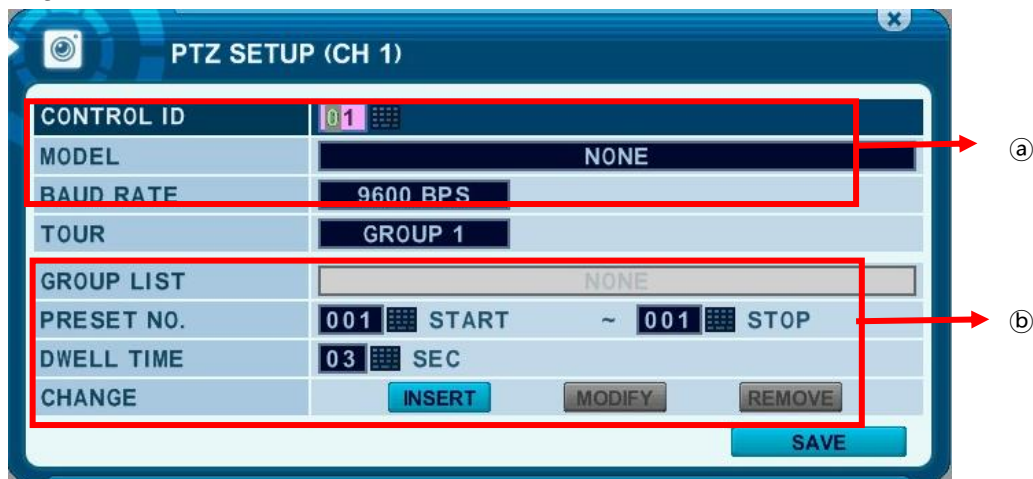 PTZ SETUP (CH 1)
CONTROL ID 01
MODEL NONE
ⓐ
BAUD RATE 9600 BPS
TOUR GROUP 1
GROUP LIST NONE
PRESET NO. 001 START ~ 001 STOP
ⓑ
DWELL TIME 03 SEC
CHANGE INSERT MODIFY REMOVE
SAVE